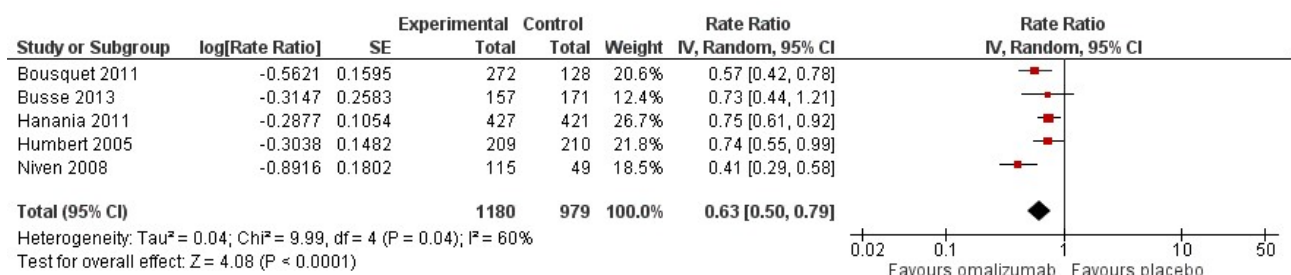 Experimental Control Rate Ratio Rate Ratio
Study or Subgroup log[Rate Ratio] SE Total Total Weight IV, Random, 95% CI IV, Random, 95% CI
Bousquet 2011 -0.5621 0.1595 272 128 20.6% 0.57 [0.42, 0.78]
Busse 2013 -0.3147 0.2583 157 171 12.4% 0.73 [0.44, 1.21]
Hanania 2011 -0.2877 0.1054 427 421 26.7% 0.75 [0.61, 0.92]
Humbert 2005 -0.3038 0.1482 209 210 21.8% 0.74 [0.55, 0.99]
Niven 2008 -0.8916 0.1802 115 49 18.5% 0.41 [0.29, 0.58]
Total (95% CI) 1180 979 100.0% 0.63 [0.50, 0.79]
Heterogeneity: Tau² = 0.04; Chi² = 9.99, df = 4 (P = 0.04); I² = 60%
Test for overall effect: Z = 4.08 (P < 0.0001)
0.02 0.1 1 10 50
Favours omalizumab Favours placebo